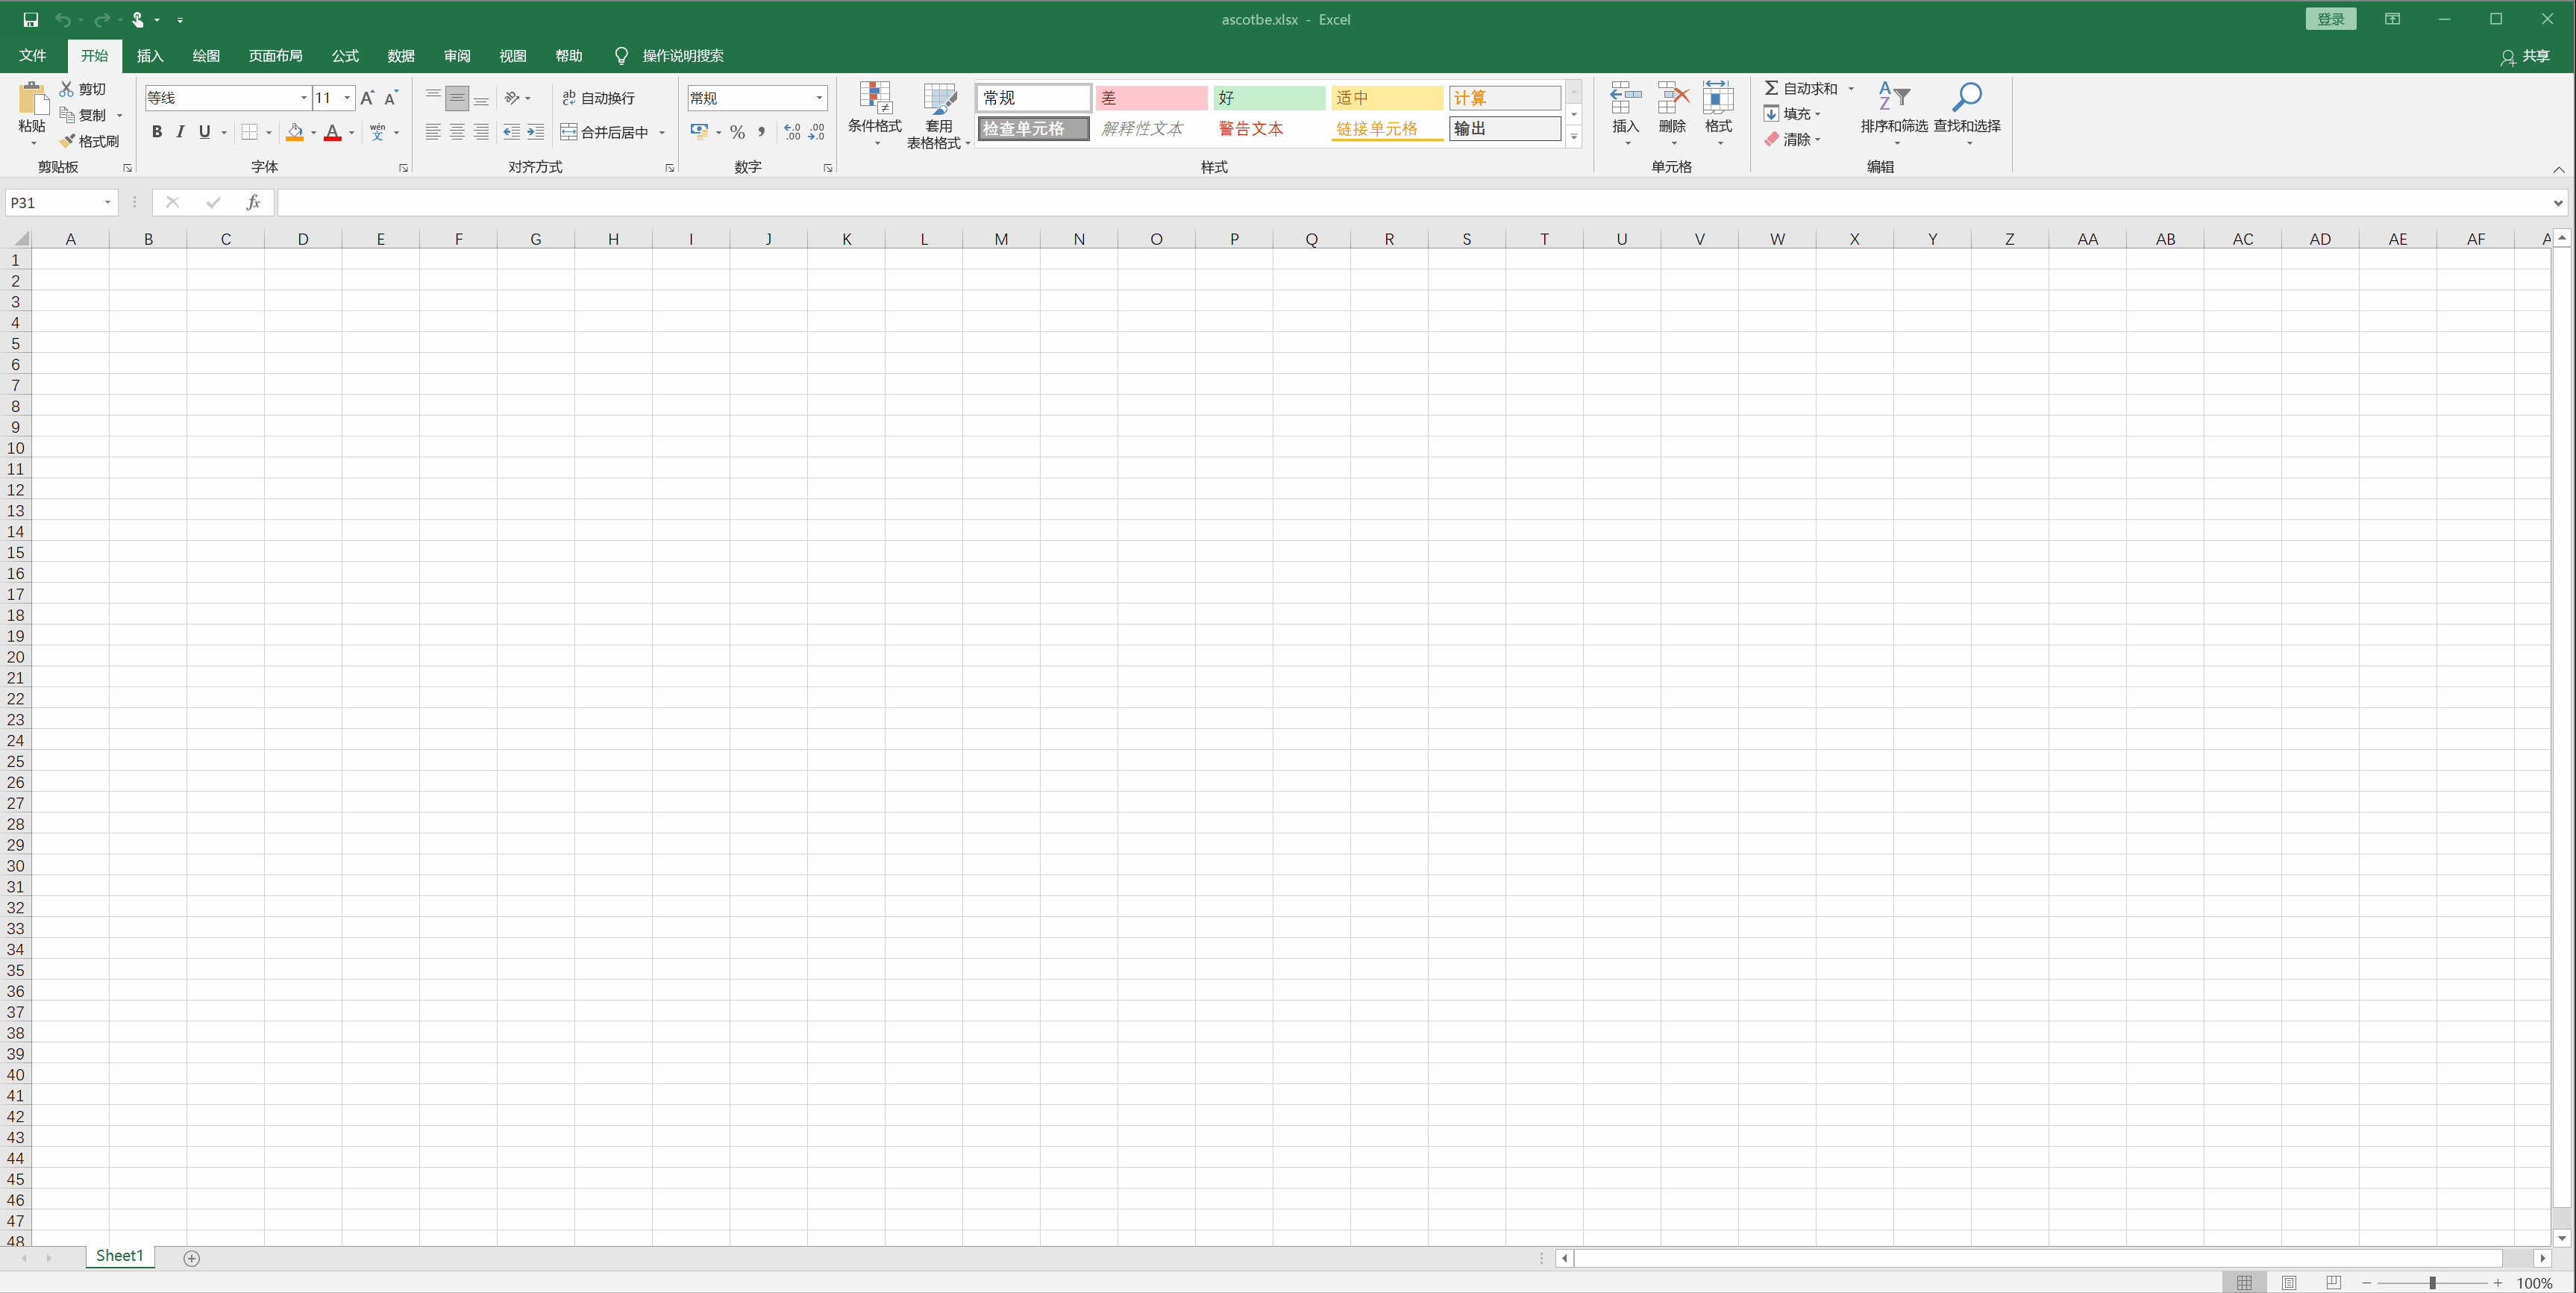 ascotbe.xlsx - Excel
登录
文件 开始 插入 绘图 页面布局 公式 数据 审阅 视图 帮助 操作说明搜索 共享
粘贴 剪切 复制 格式刷 剪贴板
等线 11 A A
B I U A wén 文 字体
ab 自动换行
合并后居中 对齐方式
常规
% , .00 .00 数字
条件格式 套用 表格格式
常规 差 好 适中 计算
检查单元格 解释性文本 警告文本 链接单元格 输出
样式
插入 删除 格式 单元格
自动求和 填充 清除 排序和筛选 查找和选择 编辑
P31 fx
A B C D E F G H I J K L M N O P Q R S T U V W X Y Z AA AB AC AD AE AF A
1
2
3
4
5
6
7
8
9
10
11
12
13
14
15
16
17
18
19
20
21
22
23
24
25
26
27
28
29
30
31
32
33
34
35
36
37
38
39
40
41
42
43
44
45
46
47
48
Sheet1
100%